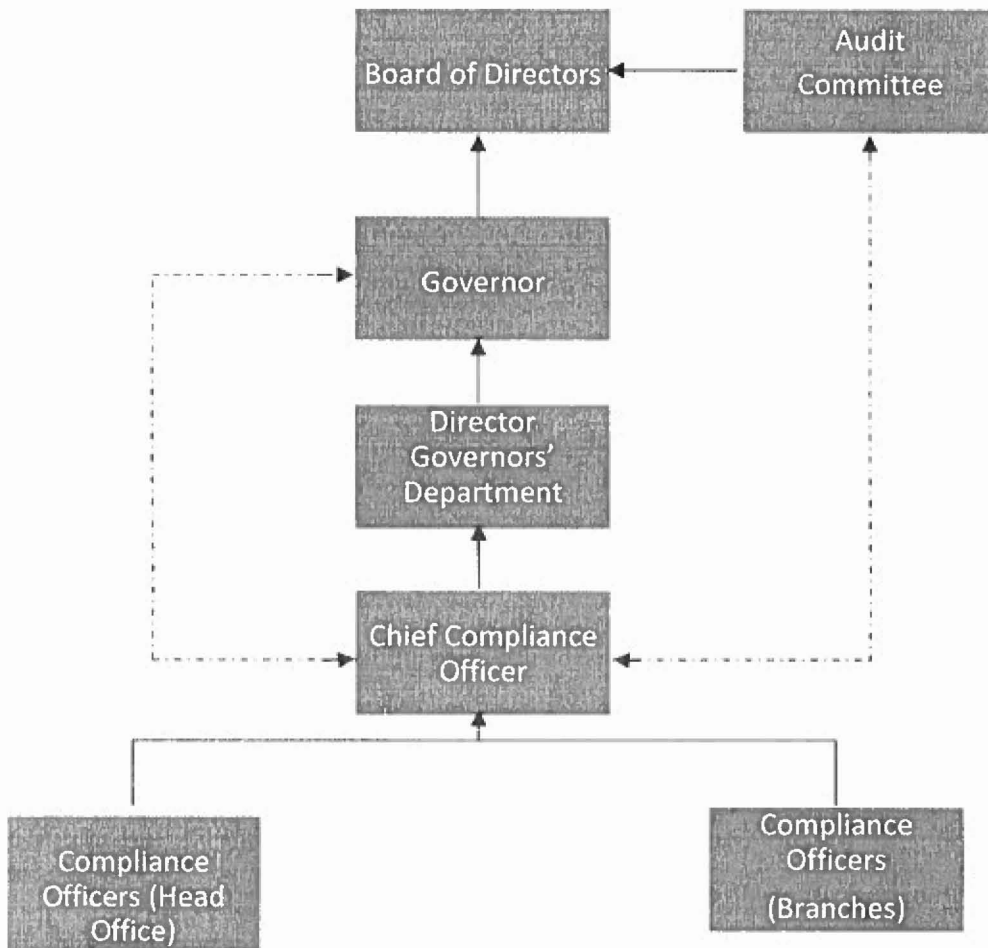 Board of Directors
Audit
Committee
Governor
Director
Governors’
Department
Chief Compliance
Officer
Compliance
Officers (Head
Office)
Compliance
Officers
(Branches)